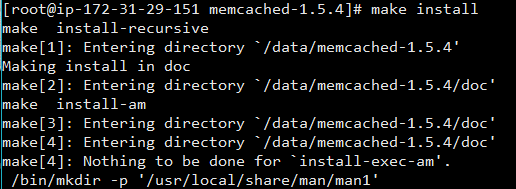 [root@ip-172-31-29-151 memcached-1.5.4]# make install
make  install-recursive
make[1]: Entering directory `/data/memcached-1.5.4'
Making install in doc
make[2]: Entering directory `/data/memcached-1.5.4/doc'
make  install-am
make[3]: Entering directory `/data/memcached-1.5.4/doc'
make[4]: Entering directory `/data/memcached-1.5.4/doc'
make[4]: Nothing to be done for `install-exec-am'.
 /bin/mkdir -p '/usr/local/share/man/man1'